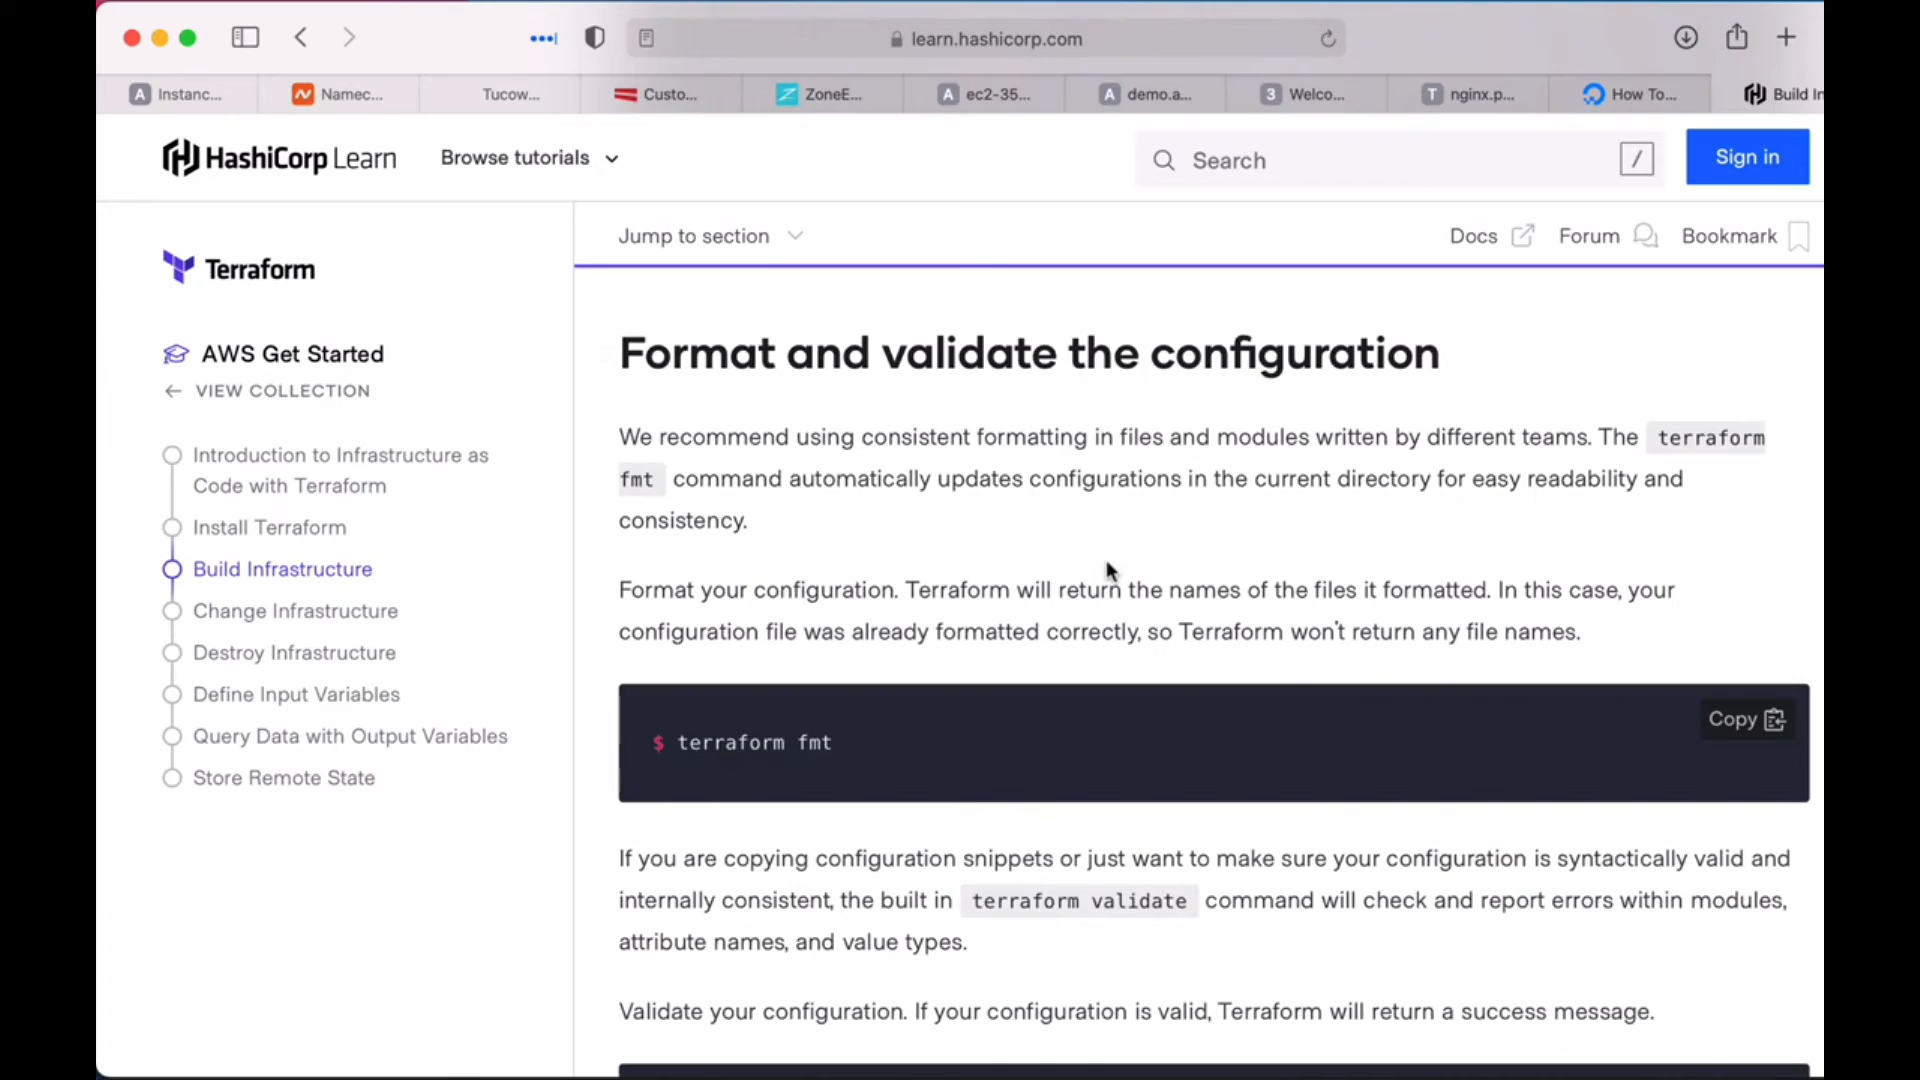 learn.hashicorp.com
A Instanc...
Namec...
Tucow...
Custo...
ZoneE...
A ec2-35...
A demo.a...
3 Welco...
T nginx.p...
How To...
Build In
HashiCorp Learn
Browse tutorials
Search
/
Sign in
Jump to section
Docs
Forum
Bookmark
Terraform
AWS Get Started
← VIEW COLLECTION
Introduction to Infrastructure as
Code with Terraform
Install Terraform
Build Infrastructure
Change Infrastructure
Destroy Infrastructure
Define Input Variables
Query Data with Output Variables
Store Remote State
Format and validate the configuration
We recommend using consistent formatting in files and modules written by different teams. The terraform
fmt command automatically updates configurations in the current directory for easy readability and
consistency.
Format your configuration. Terraform will return the names of the files it formatted. In this case, your
configuration file was already formatted correctly, so Terraform won't return any file names.
Copy
$ terraform fmt
If you are copying configuration snippets or just want to make sure your configuration is syntactically valid and
internally consistent, the built in terraform validate command will check and report errors within modules,
attribute names, and value types.
Validate your configuration. If your configuration is valid, Terraform will return a success message.